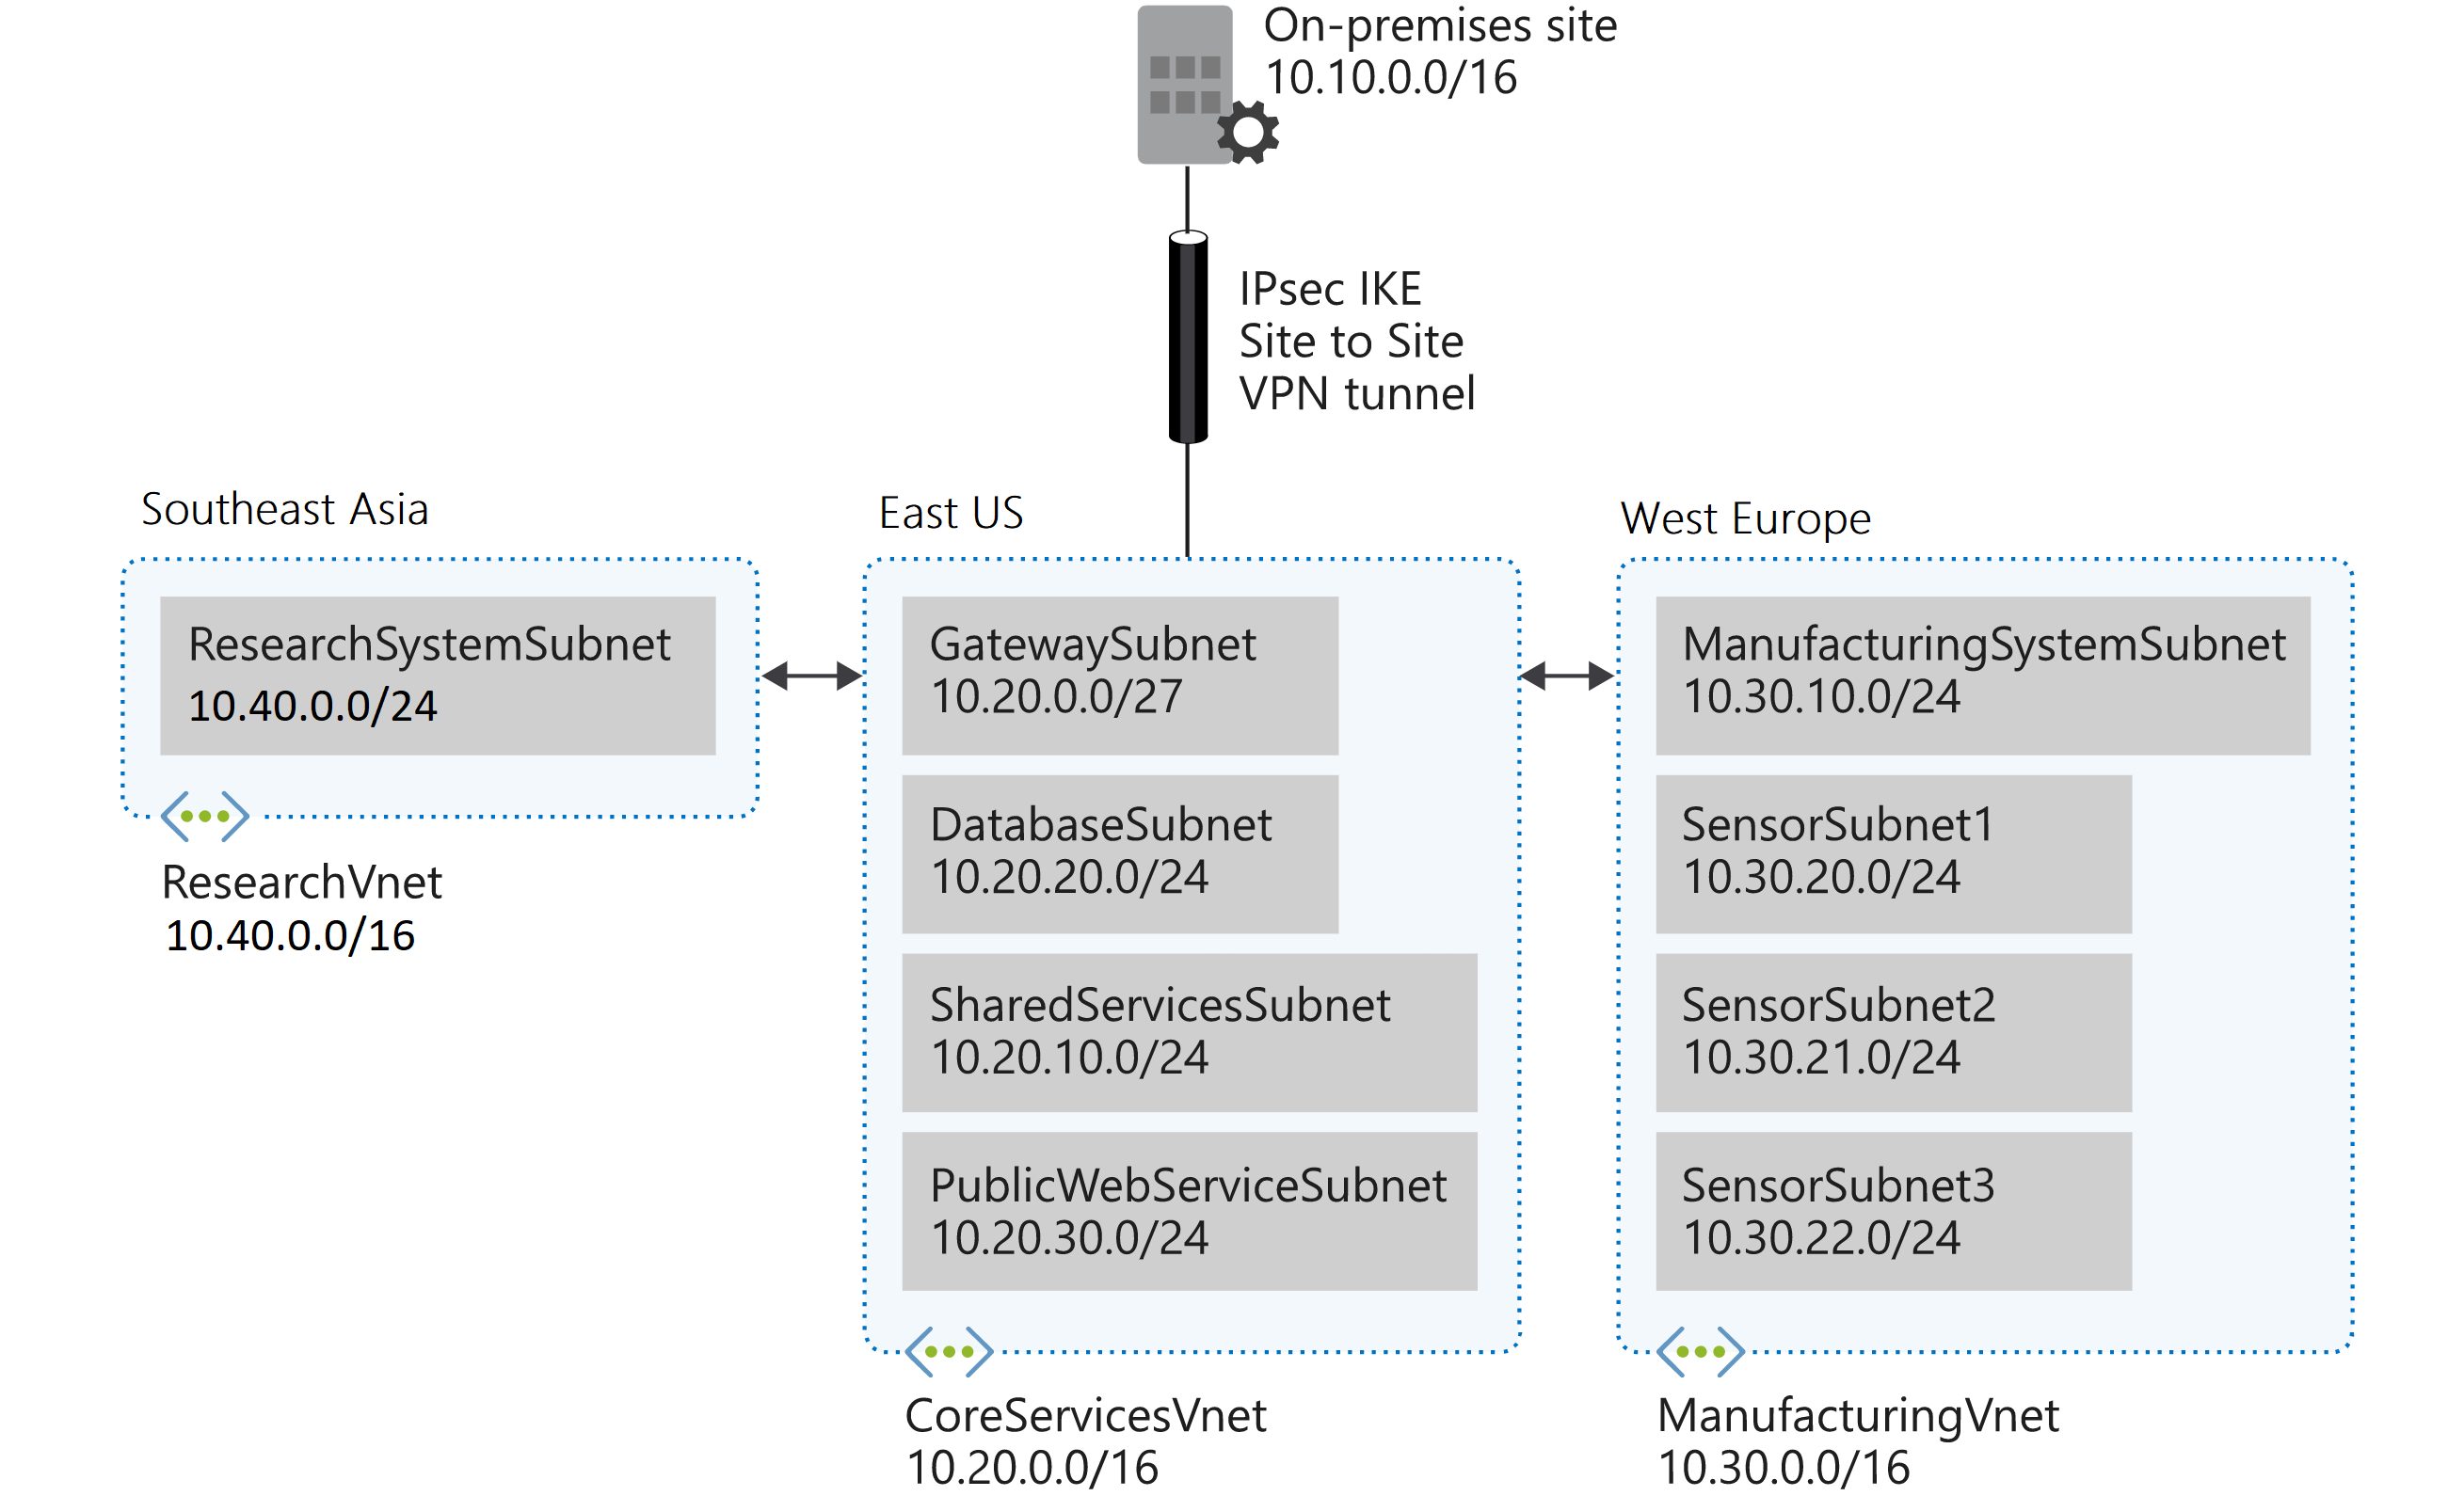 On-premises site
10.10.0.0/16
IPsec IKE
Site to Site
VPN tunnel
Southeast Asia
ResearchSystemSubnet
10.40.0.0/24
ResearchVnet
10.40.0.0/16
East US
GatewaySubnet
10.20.0.0/27
DatabaseSubnet
10.20.20.0/24
SharedServicesSubnet
10.20.10.0/24
PublicWebServiceSubnet
10.20.30.0/24
CoreServicesVnet
10.20.0.0/16
West Europe
ManufacturingSystemSubnet
10.30.10.0/24
SensorSubnet1
10.30.20.0/24
SensorSubnet2
10.30.21.0/24
SensorSubnet3
10.30.22.0/24
ManufacturingVnet
10.30.0.0/16